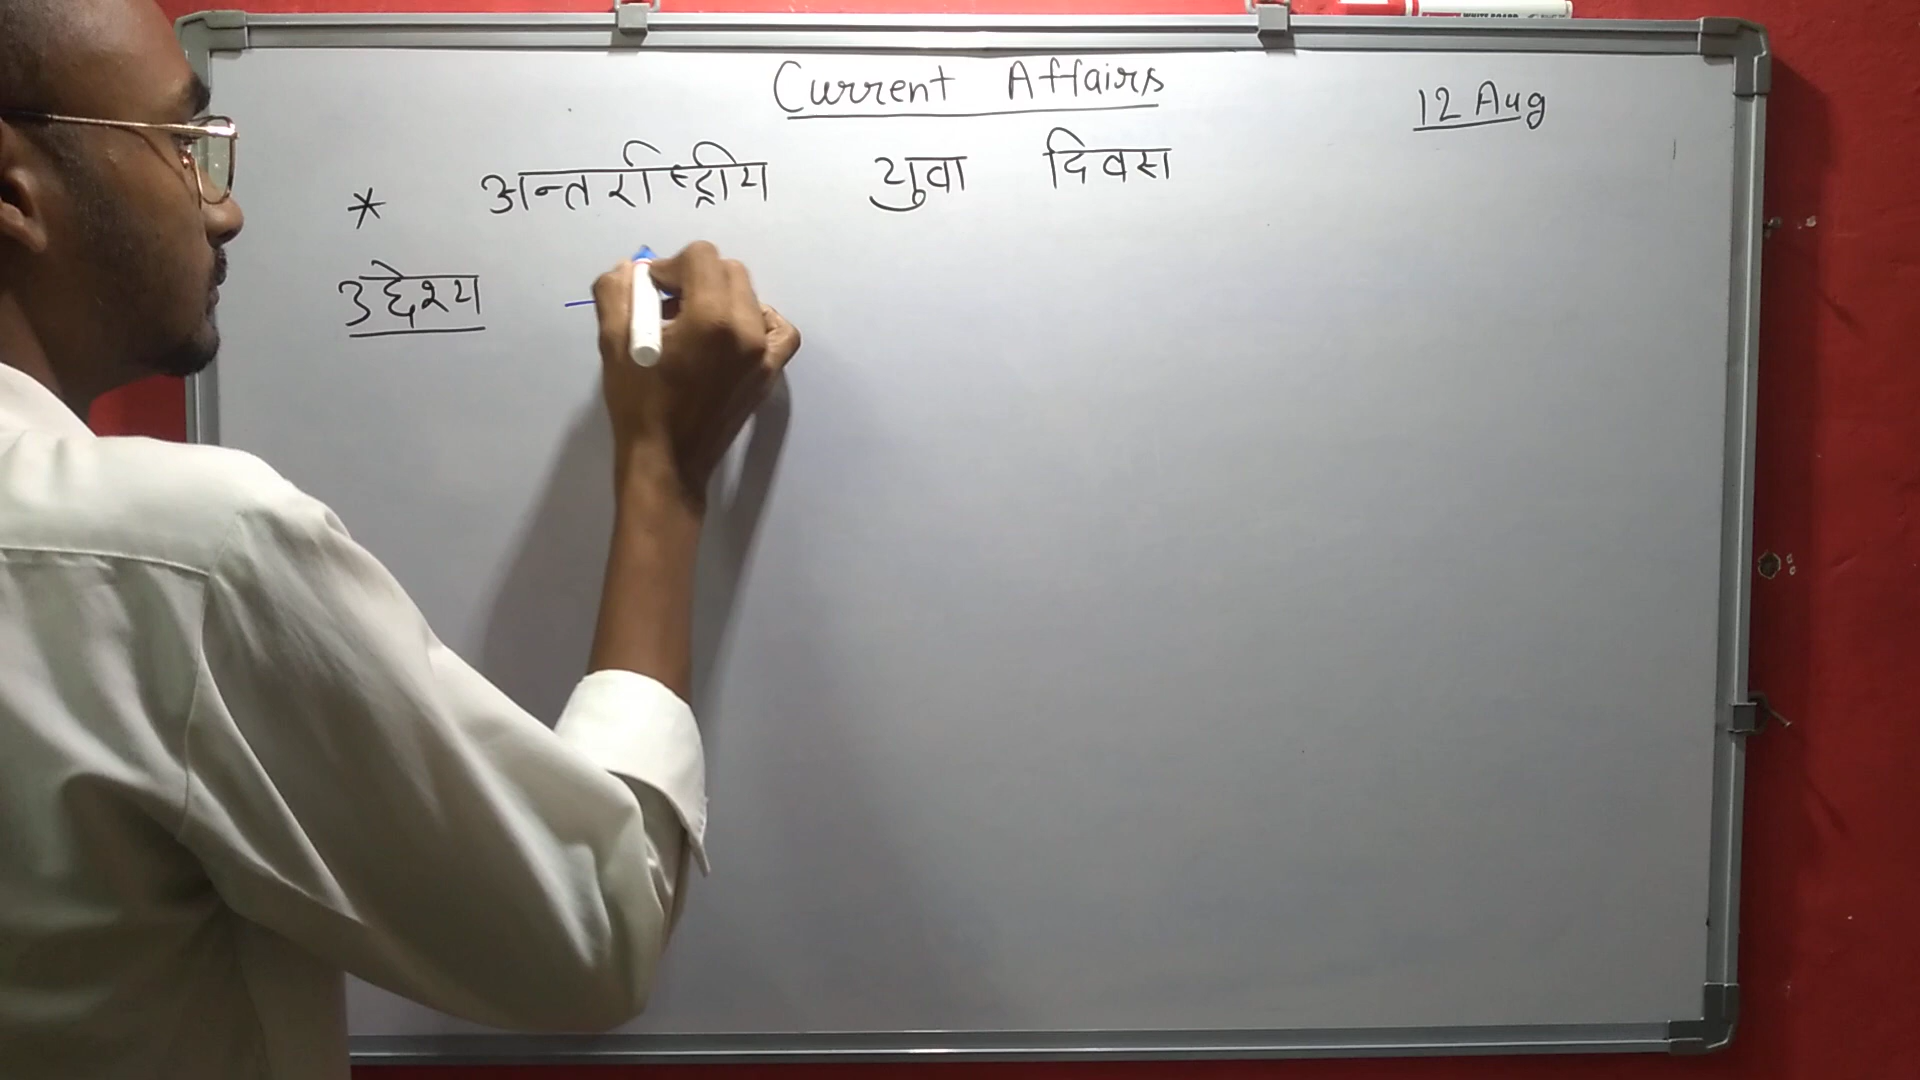 Current Affairs
12 Aug
* अन्तर्राष्ट्रीय युवा दिवस
उद्देश्य